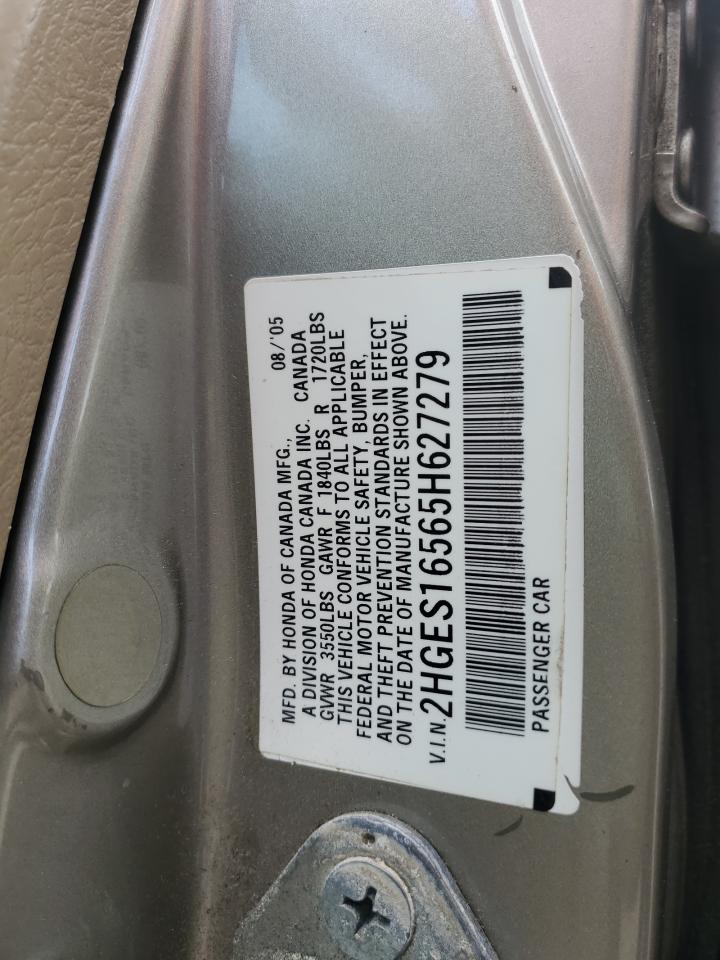 MFD. BY HONDA OF CANADA MFG., 08/'05
A DIVISION OF HONDA CANADA INC. CANADA
GVWR 3550LBS GAWR F 1840LBS R 1720LBS
THIS VEHICLE CONFORMS TO ALL APPLICABLE
FEDERAL MOTOR VEHICLE SAFETY, BUMPER,
AND THEFT PREVENTION STANDARDS IN EFFECT
ON THE DATE OF MANUFACTURE SHOWN ABOVE.
V.I.N. 2HGES16565H627279
PASSENGER CAR